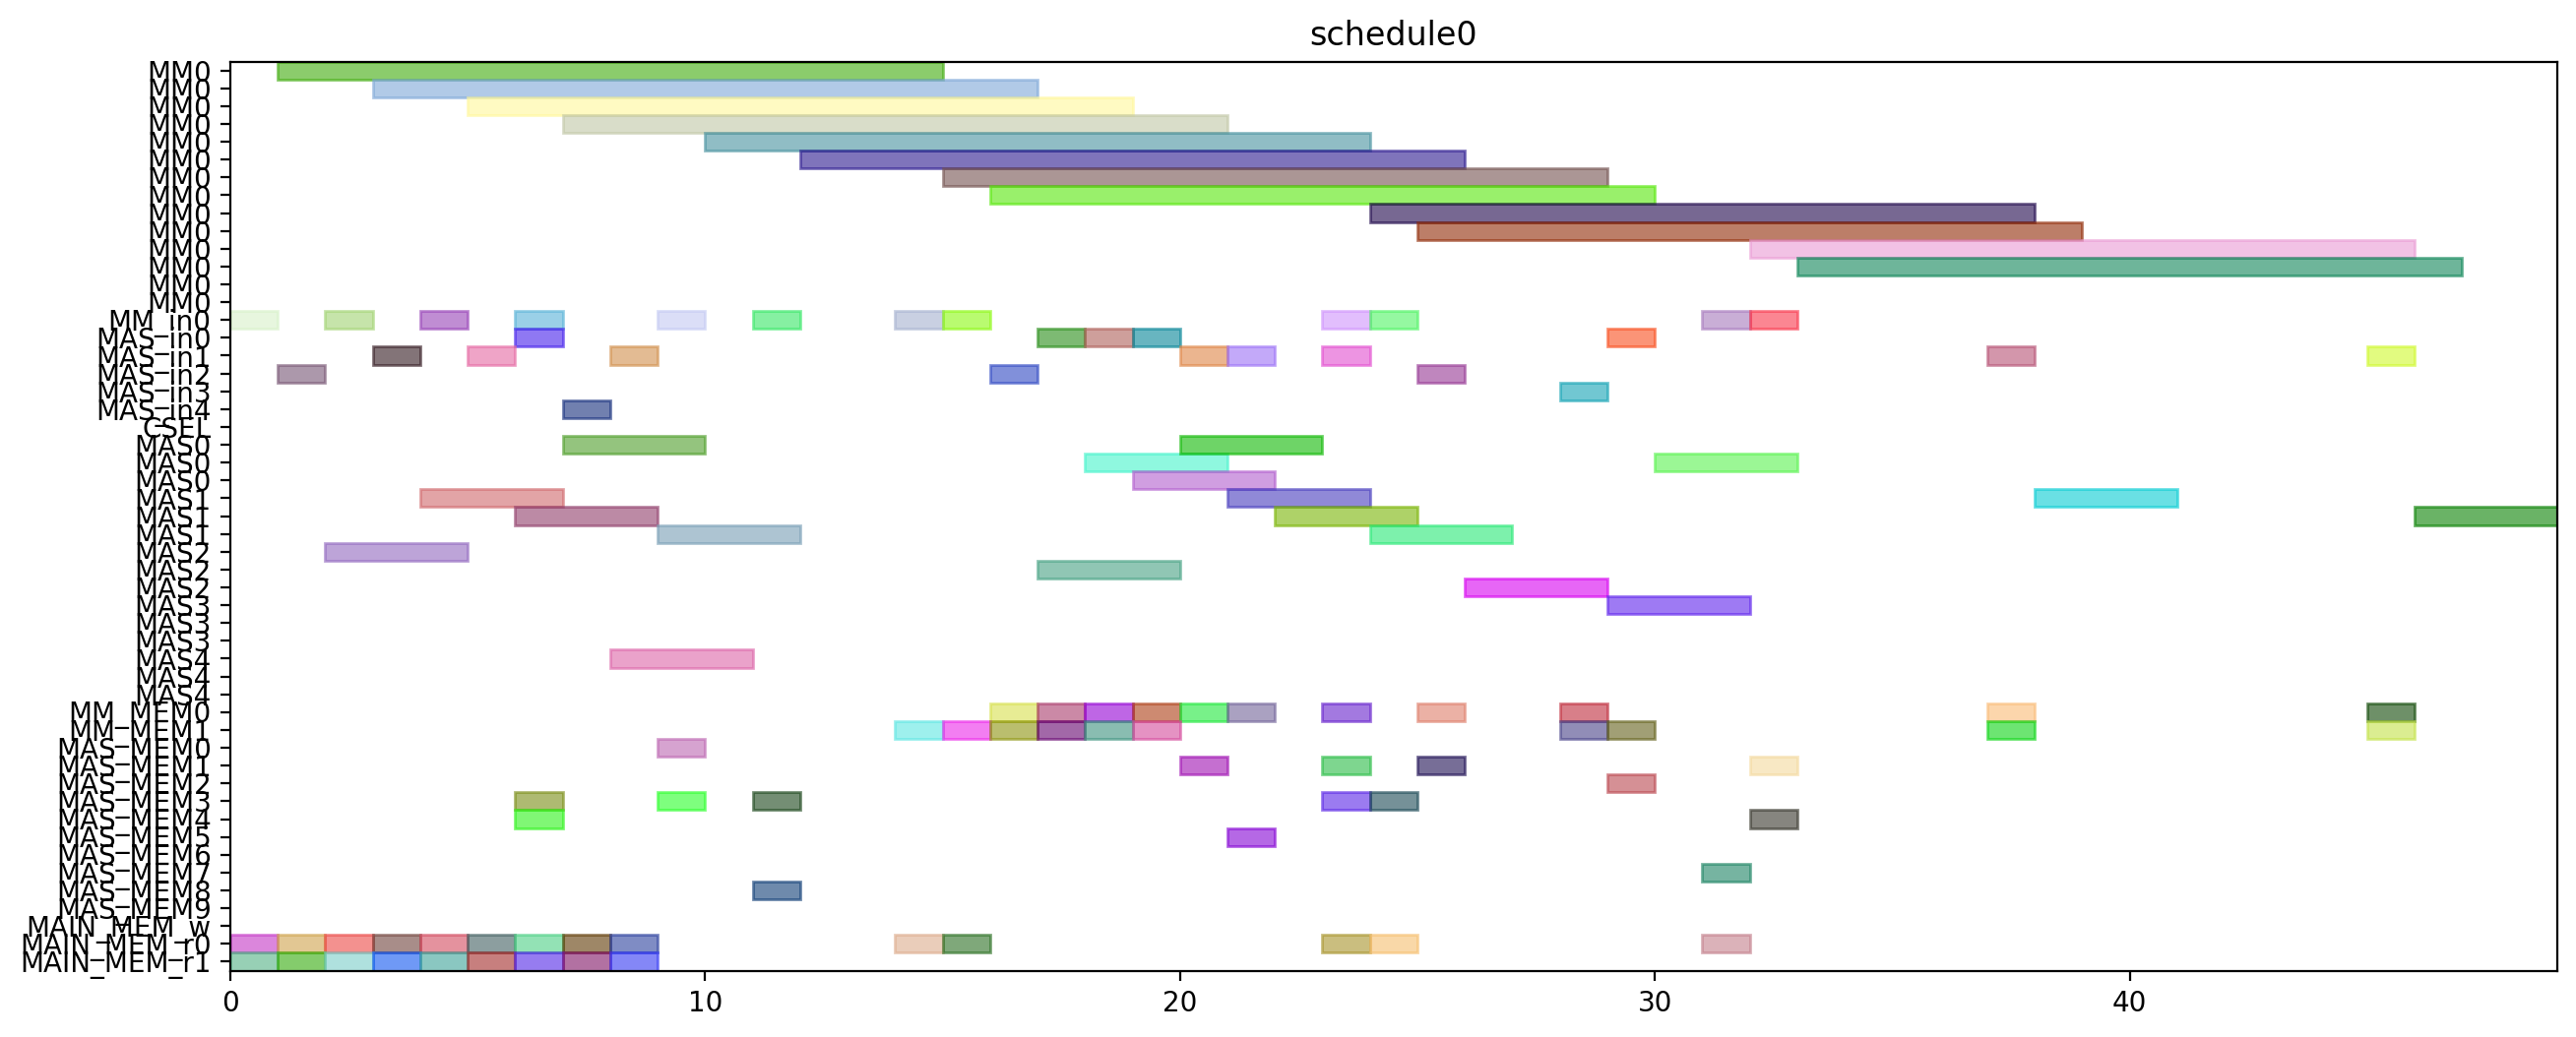 schedule0
MM0
MM0
MM0
MM0
MM0
MM0
MM0
MM0
MM0
MM0
MM0
MM0
MM0
MM0
MM_in0
MAS_in0
MAS_in1
MAS_in2
MAS_in3
MAS_in4
CSEL
MAS0
MAS0
MAS0
MAS1
MAS1
MAS1
MAS2
MAS2
MAS2
MAS3
MAS3
MAS3
MAS4
MAS4
MAS4
MM_MEM0
MM_MEM1
MAS_MEM0
MAS_MEM1
MAS_MEM2
MAS_MEM3
MAS_MEM4
MAS_MEM5
MAS_MEM6
MAS_MEM7
MAS_MEM8
MAS_MEM9
MAIN_MEM_w
MAIN_MEM_r0
MAIN_MEM_r1
0 10 20 30 40